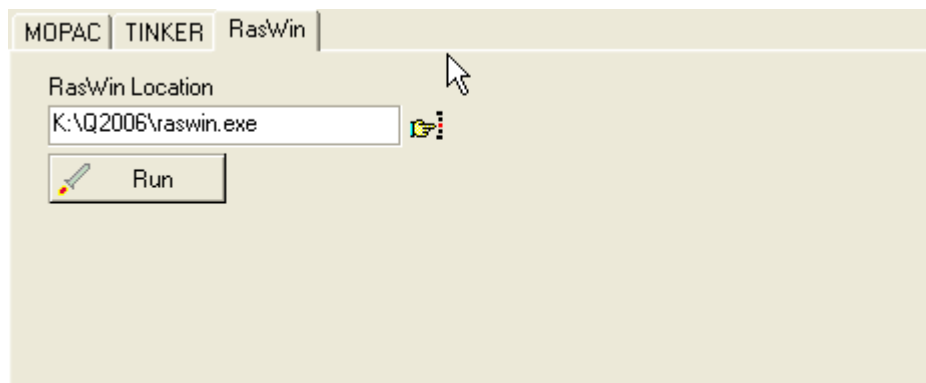 MOPAC TINKER RasWin
RasWin Location
K:\Q2006\raswin.exe
Run